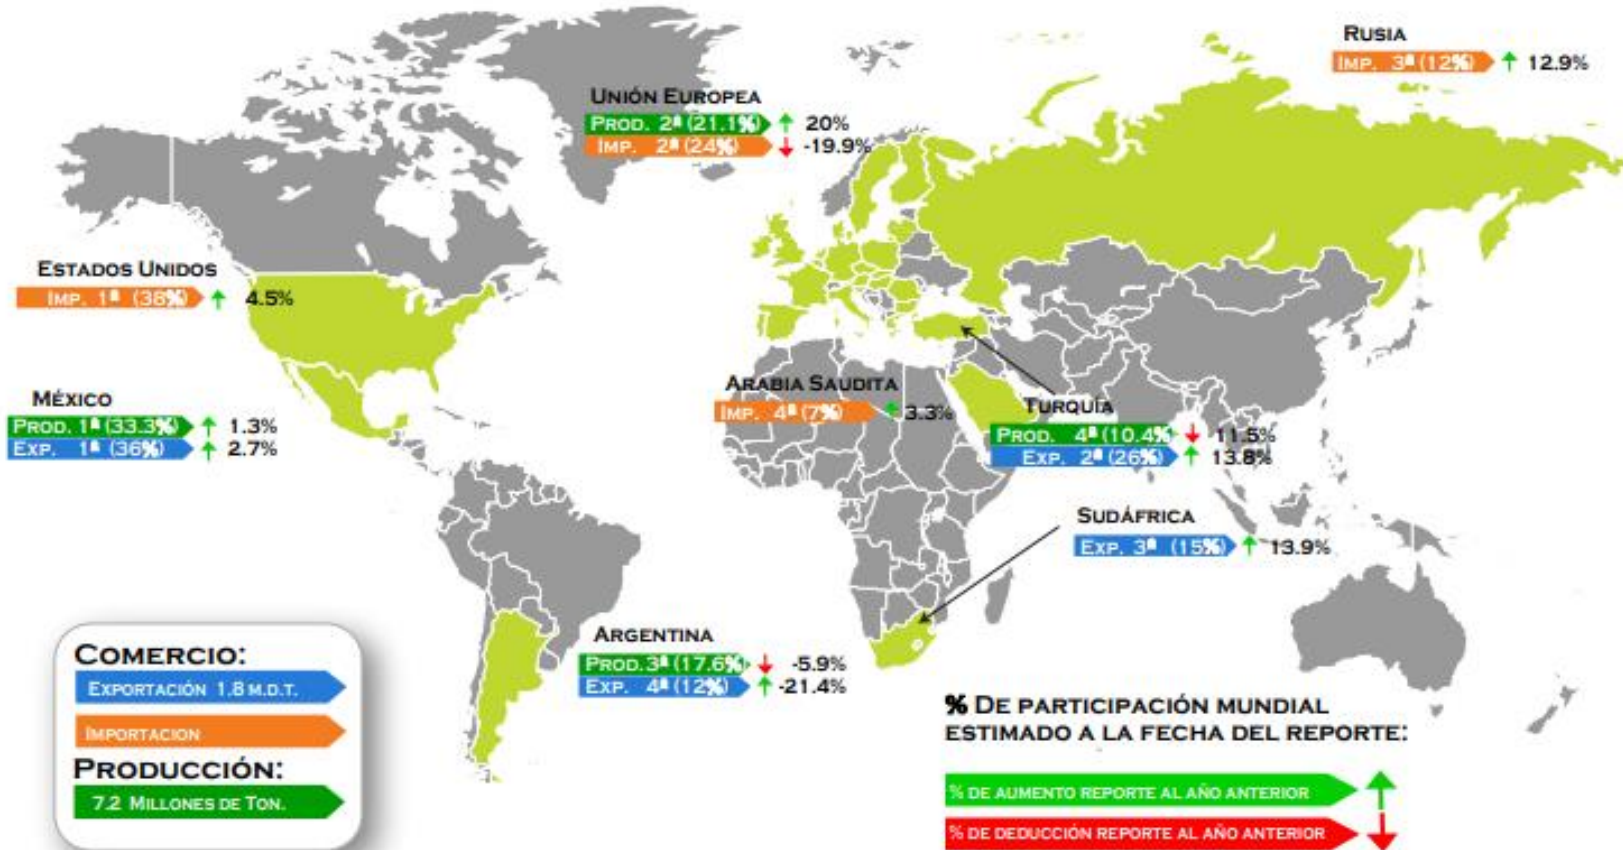 RUSIA
IMP. 3ª (12%) 12.9%
UNIÓN EUROPEA
PROD. 2ª (21.1%) 20%
IMP. 2ª (24%) -19.9%
ESTADOS UNIDOS
IMP. 1ª (38%) 4.5%
MÉXICO
PROD. 1ª (33.3%) 1.3%
EXP. 1ª (36%) 2.7%
ARABIA SAUDITA
IMP. 4ª (7%) 3.3%
TURQUÍA
PROD. 4ª (10.4% 11.5%
EXP. 2ª (26%) 13.8%
SUDÁFRICA
EXP. 3ª (15%) 13.9%
ARGENTINA
PROD. 3ª (17.6%) -5.9%
EXP. 4ª (12%) -21.4%
COMERCIO:
EXPORTACIÓN 1.8 M.D.T.
IMPORTACION
PRODUCCIÓN:
7.2 MILLONES DE TON.
% DE PARTICIPACIÓN MUNDIAL
ESTIMADO A LA FECHA DEL REPORTE:
% DE AUMENTO REPORTE AL AÑO ANTERIOR
% DE DEDUCCIÓN REPORTE AL AÑO ANTERIOR